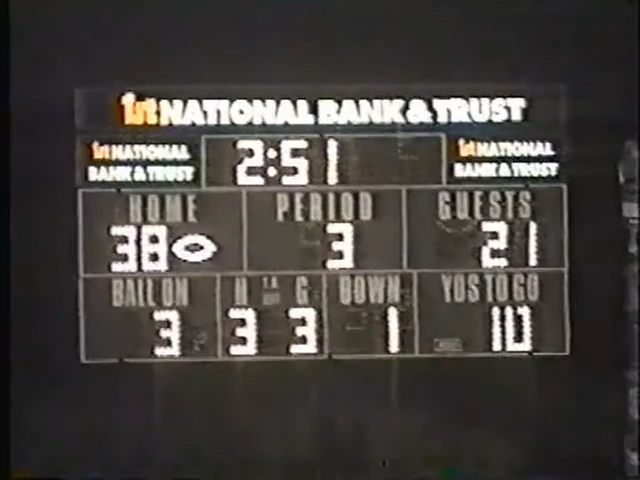 1st NATIONAL BANK & TRUST
1st NATIONAL BANK & TRUST
2:51
1st NATIONAL BANK & TRUST
HOME PERIOD GUESTS
38 3 21
BALL ON H T.O. G DOWN YDS TO GO
3 3 3 1 10